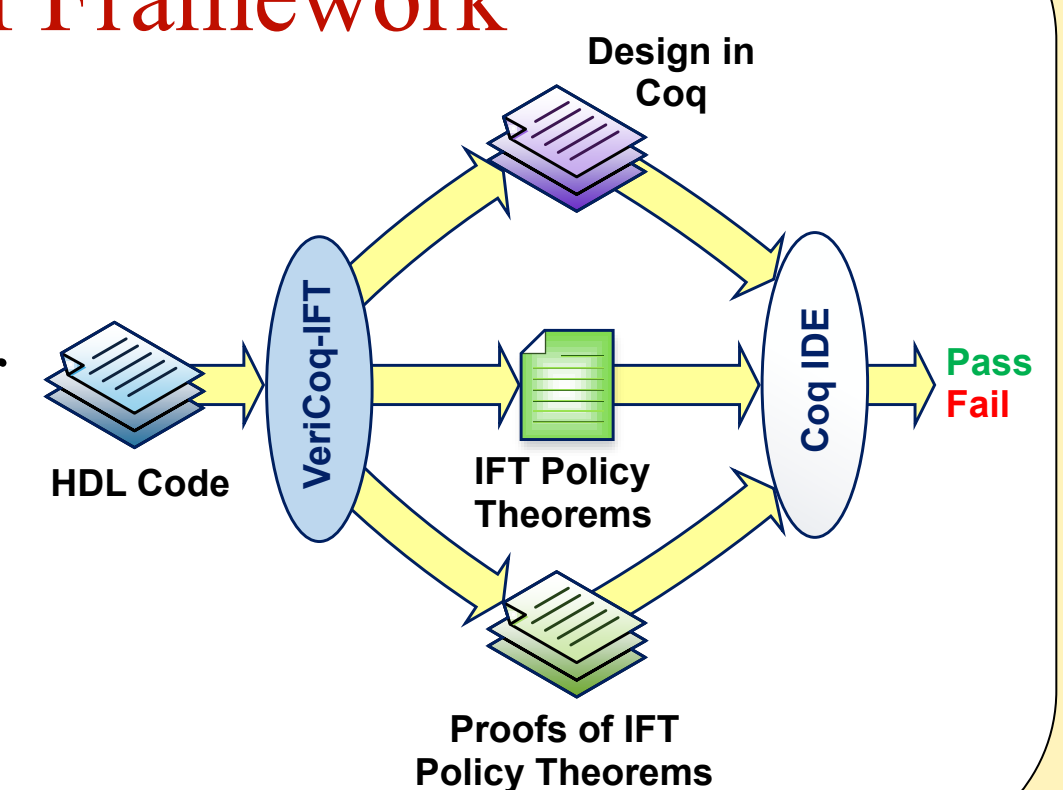 Framework
Design in
Coq
VeriCoq-IFT
Coq IDE
Pass
Fail
HDL Code
IFT Policy
Theorems
Proofs of IFT
Policy Theorems